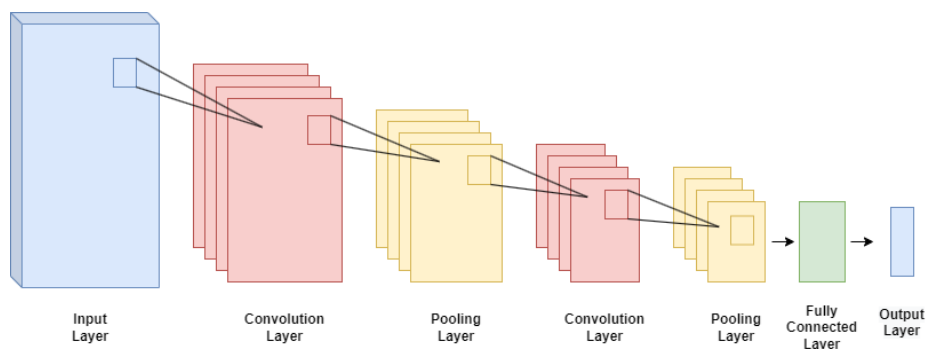 Input
Layer
Convolution
Layer
Pooling
Layer
Convolution
Layer
Pooling
Layer
Fully
Connected
Layer
Output
Layer